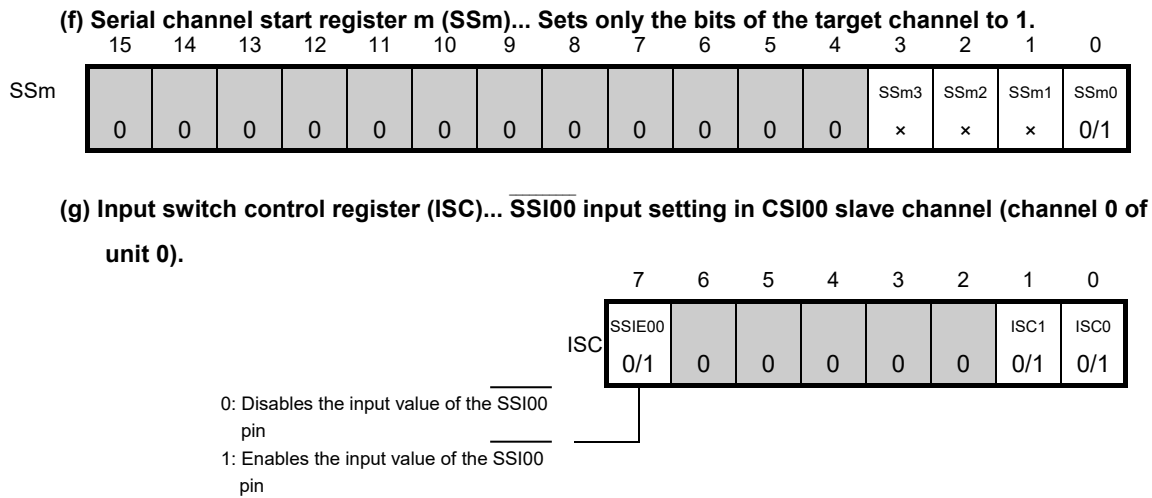 (f) Serial channel start register m (SSm)... Sets only the bits of the target channel to 1.
15 14 13 12 11 10 9 8 7 6 5 4 3 2 1 0
SSm
SSm3 SSm2 SSm1 SSm0
0 0 0 0 0 0 0 0 0 0 0 0 × × × 0/1
(g) Input switch control register (ISC)... SSI00 input setting in CSI00 slave channel (channel 0 of
unit 0).
7 6 5 4 3 2 1 0
ISC
SSIE00 ISC1 ISC0
0/1 0 0 0 0 0 0/1 0/1
0: Disables the input value of the SSI00
pin
1: Enables the input value of the SSI00
pin